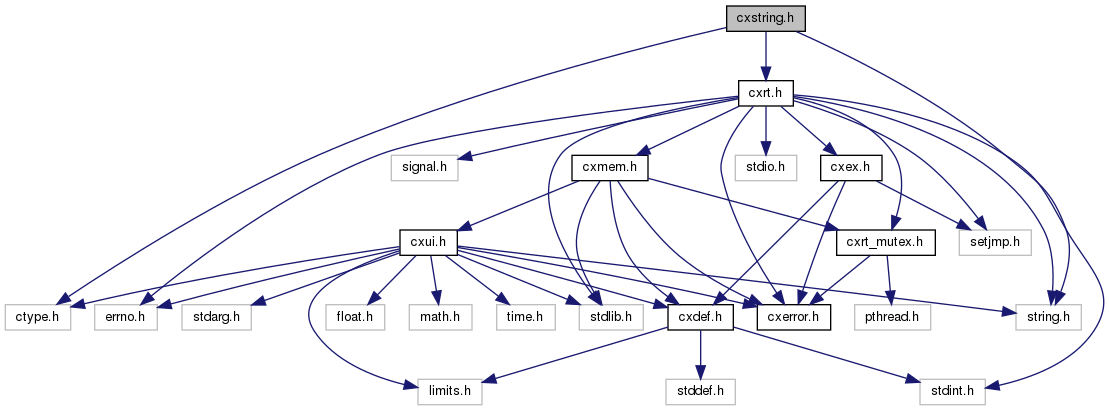 cxstring.h
cxrt.h
signal.h
cxmem.h
stdio.h
cxex.h
cxui.h
cxrt_mutex.h
setjmp.h
ctype.h
errno.h
stdarg.h
float.h
math.h
time.h
stdlib.h
cxdef.h
cxerror.h
pthread.h
string.h
limits.h
stddef.h
stdint.h